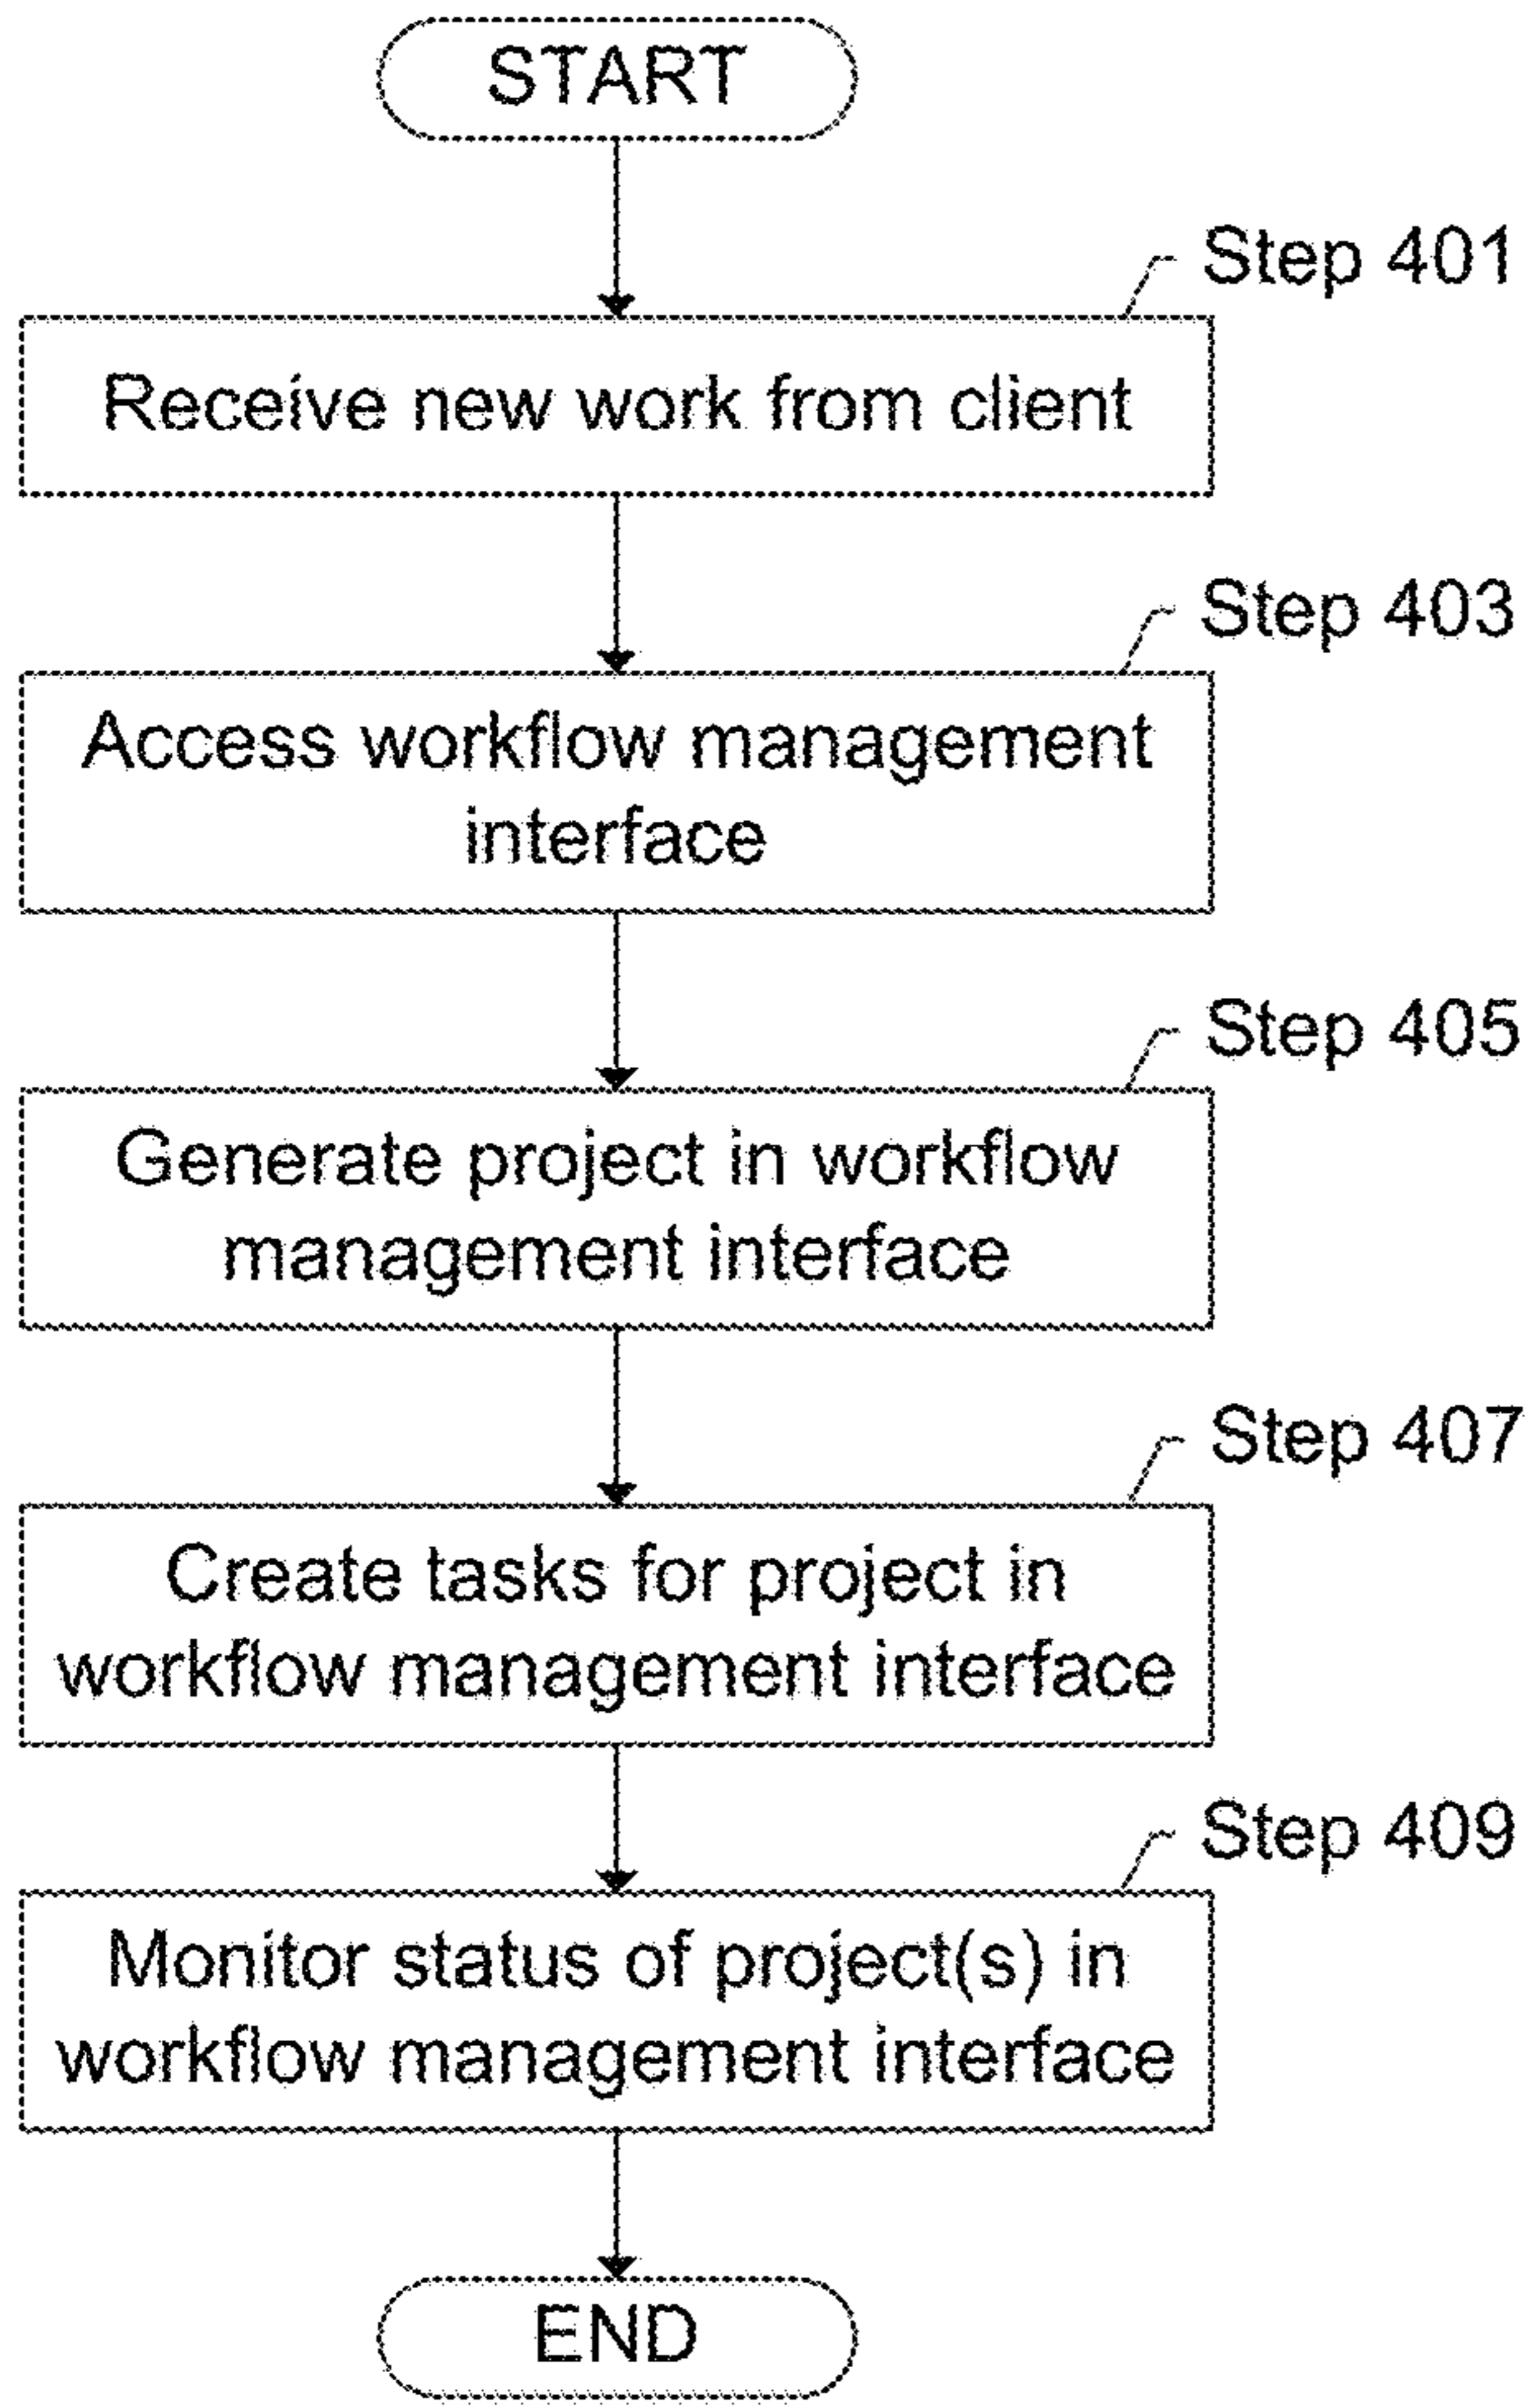 START
Step 401
Receive new work from client
Step 403
Access workflow management
interface
Step 405
Generate project in workflow
management interface
Step 407
Create tasks for project in
workflow management interface
Step 409
Monitor status of project(s) in
workflow management interface
END